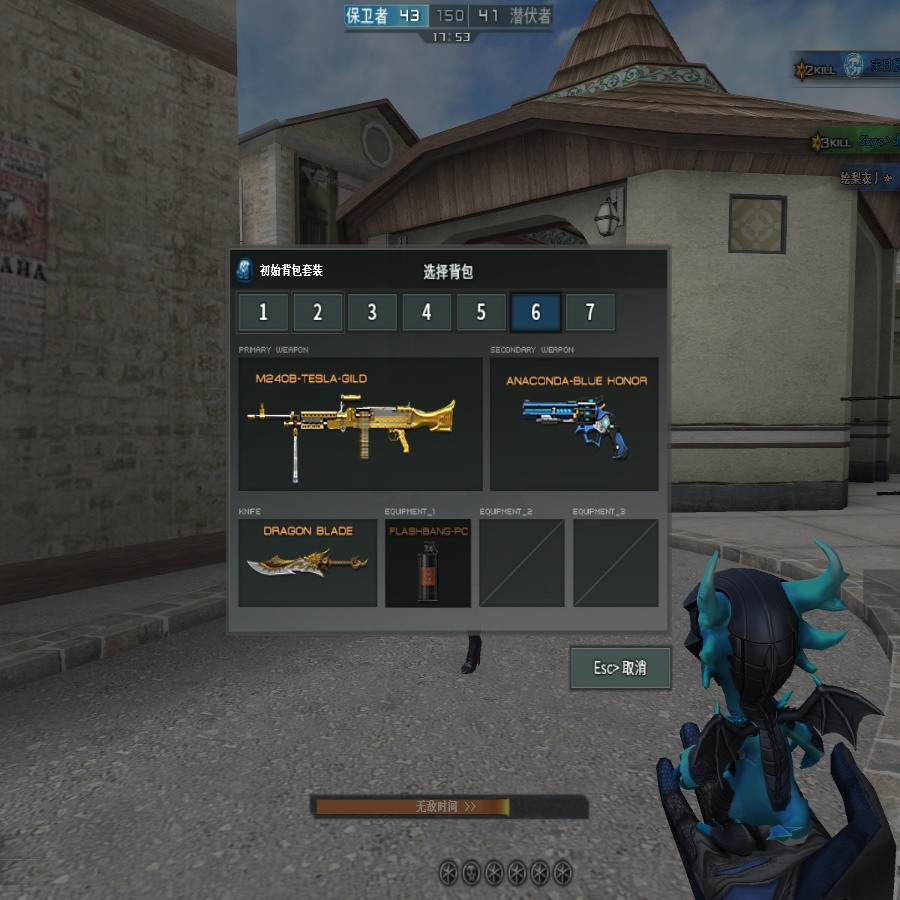 保卫者 43 150 41 潜伏者
17:53
2KILL
3KILL
初始背包套装 选择背包
1 2 3 4 5 6 7
PRIMARY WEAPON SECONDARY WEAPON
M240B-TESLA-GILD
ANACONDA-BLUE HONOR
KNIFE EQUIPMENT_1 EQUIPMENT_2 EQUIPMENT_3
DRAGON BLADE FLASHBANG-PC
Esc>取消
无敌时间 >>